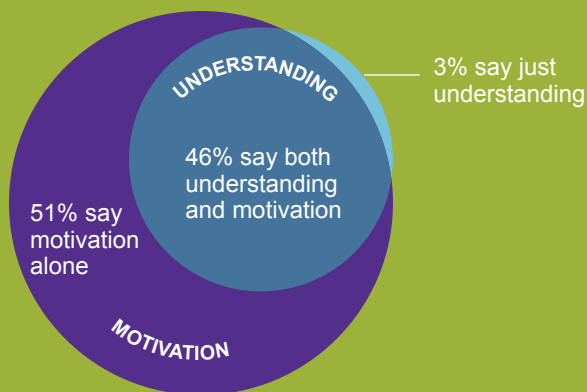 UNDERSTANDING
3% say just
understanding
46% say both
understanding
and motivation
51% say
motivation
alone
MOTIVATION